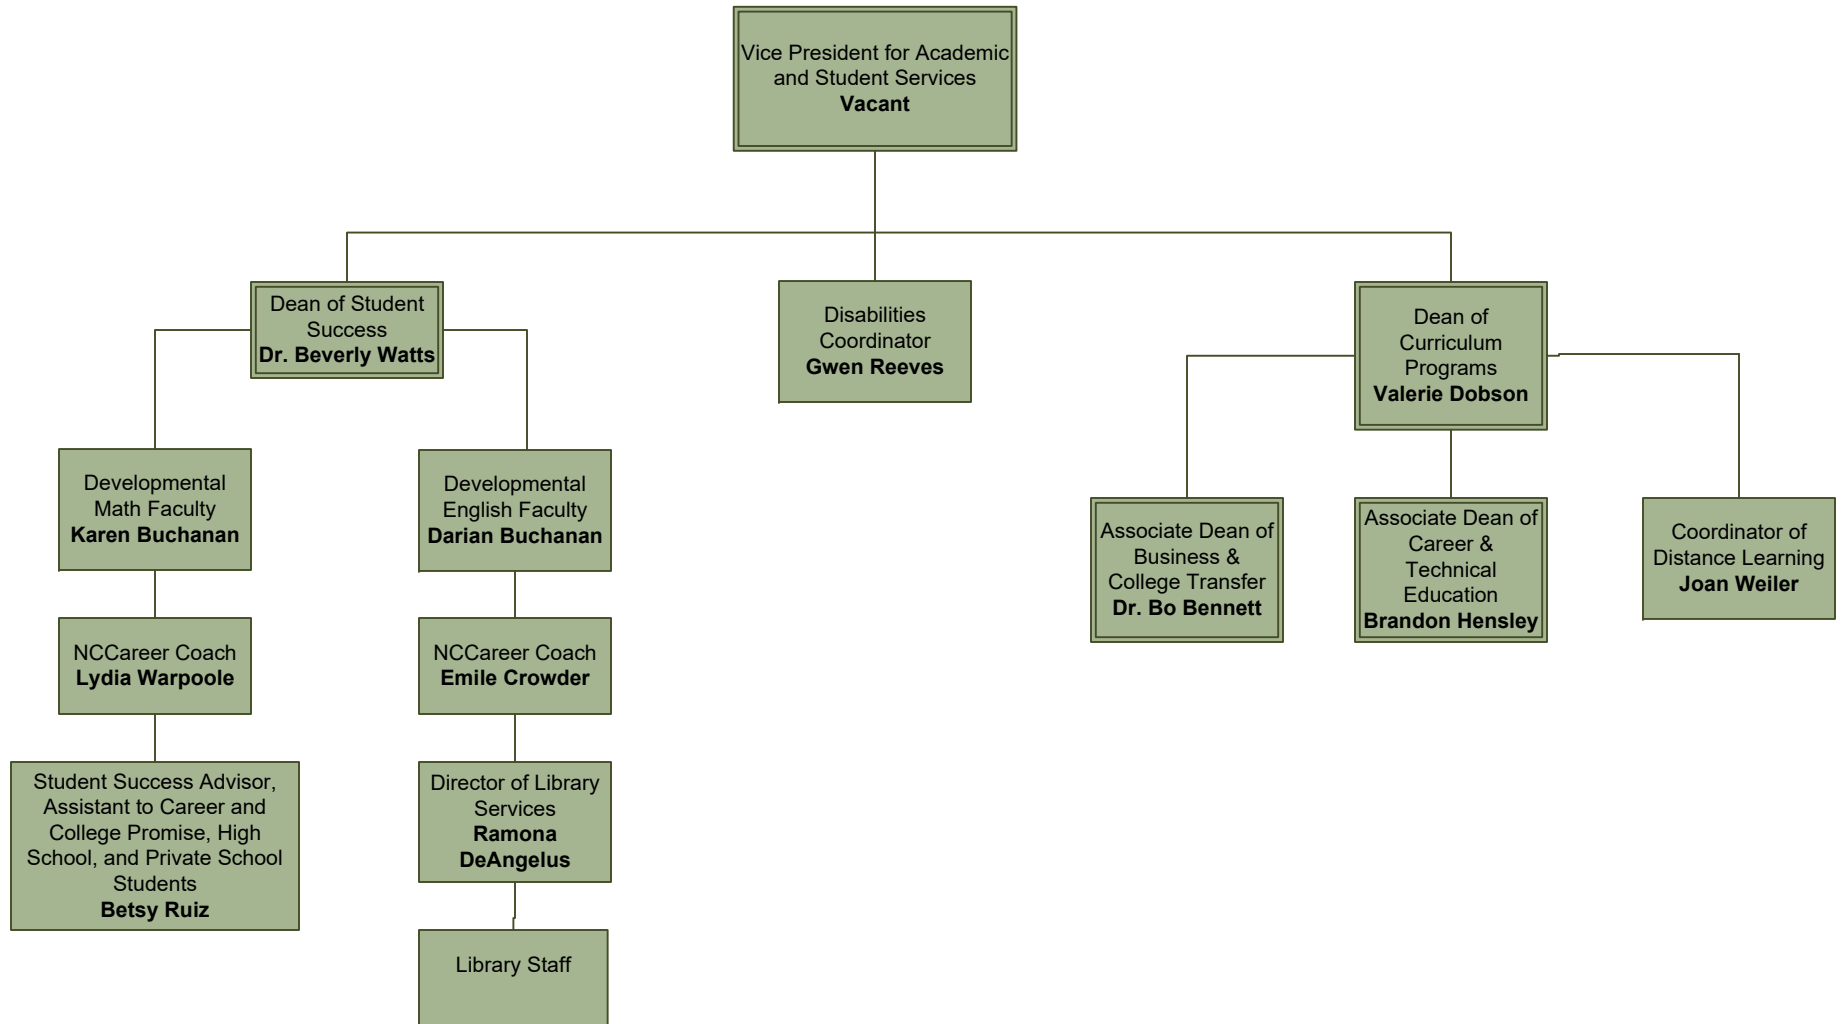 Vice President for Academic
and Student Services
Vacant
Dean of Student
Success
Dr. Beverly Watts
Disabilities
Coordinator
Gwen Reeves
Dean of
Curriculum
Programs
Valerie Dobson
Developmental
Math Faculty
Karen Buchanan
Developmental
English Faculty
Darian Buchanan
Associate Dean of
Business &
College Transfer
Dr. Bo Bennett
Associate Dean of
Career &
Technical
Education
Brandon Hensley
Coordinator of
Distance Learning
Joan Weiler
NCCareer Coach
Lydia Warpoole
NCCareer Coach
Emile Crowder
Student Success Advisor,
Assistant to Career and
College Promise, High
School, and Private School
Students
Betsy Ruiz
Director of Library
Services
Ramona
DeAngelus
Library Staff